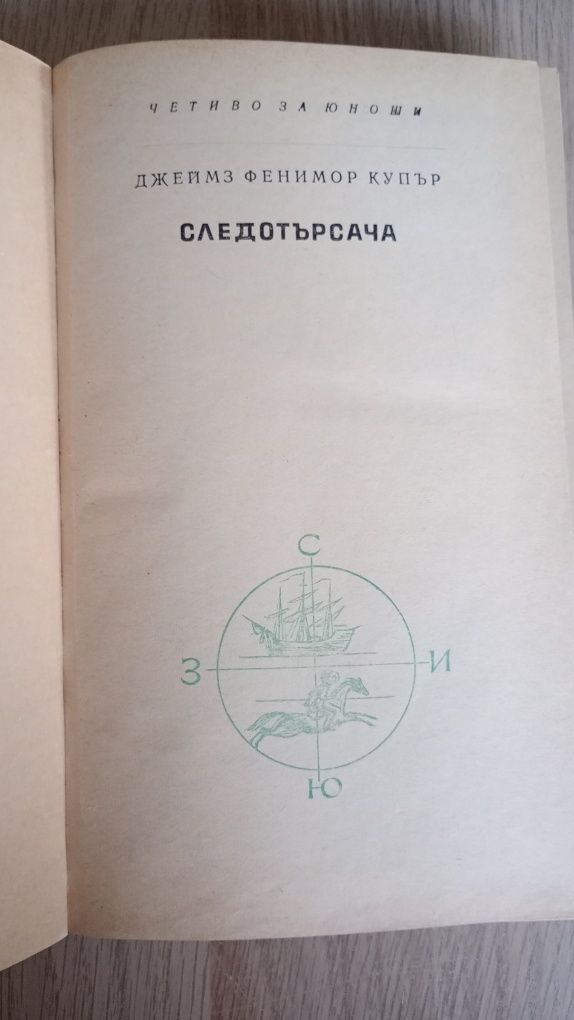 ЧЕТИВО ЗА ЮНОШИ
ДЖЕЙМЗ ФЕНИМОР КУПЪР
СЛЕДОТЪРСАЧА
С
З И
Ю